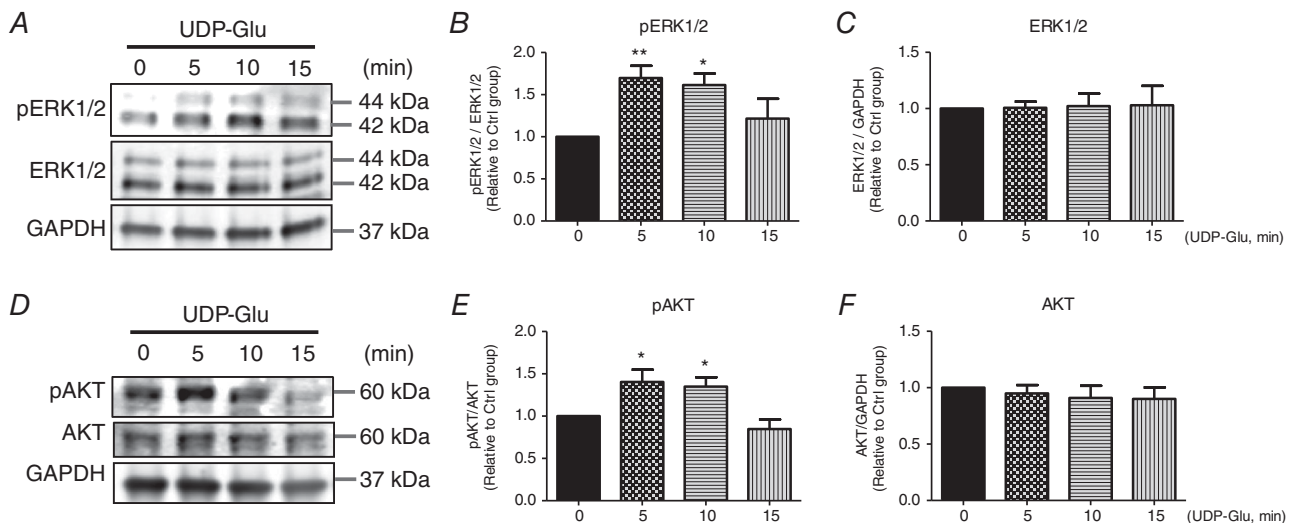 A
UDP-Glu
0 5 10 15 (min)
pERK1/2
44 kDa
42 kDa
ERK1/2
44 kDa
42 kDa
GAPDH
37 kDa
B
pERK1/2
pERK1/2 / ERK1/2
(Relative to Ctrl group)
2.0
1.5
1.0
0.5
0.0
**
*
0 5 10 15
C
ERK1/2
ERK1/2 / GAPDH
(Relative to Ctrl group)
1.5
1.0
0.5
0.0
0 5 10 15 (UDP-Glu, min)
D
UDP-Glu
0 5 10 15 (min)
pAKT
60 kDa
AKT
60 kDa
GAPDH
37 kDa
E
pAKT
pAKT/AKT
(Relative to Ctrl group)
2.0
1.5
1.0
0.5
0.0
* *
0 5 10 15
F
AKT
AKT/GAPDH
(Relative to Ctrl group)
1.5
1.0
0.5
0.0
0 5 10 15 (UDP-Glu, min)